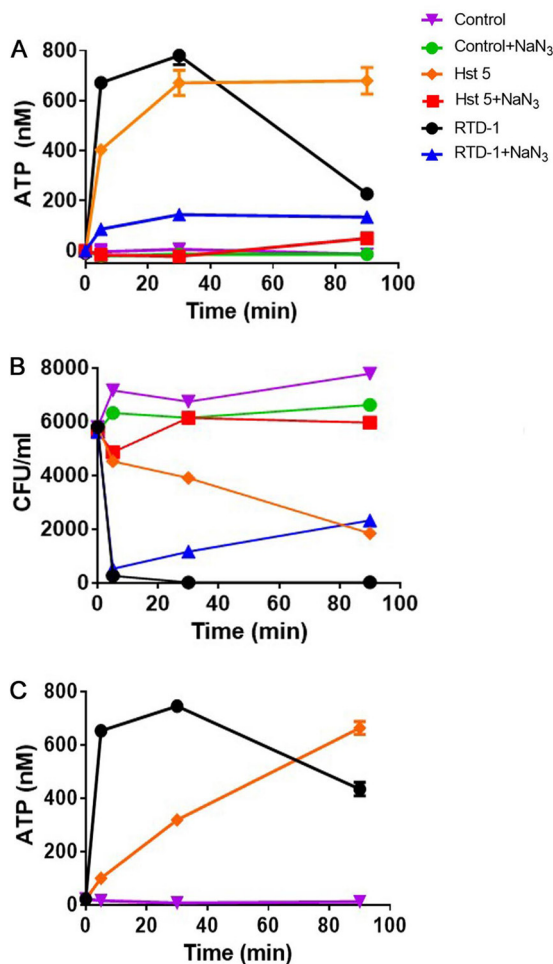 Control
Control+NaN₃
Hst 5
Hst 5+NaN₃
RTD-1
RTD-1+NaN₃
A
800
600
400
200
0
ATP (nM)
0 20 40 60 80 100
Time (min)
B
8000
6000
4000
2000
0
CFU/ml
0 20 40 60 80 100
Time (min)
C
800
600
400
200
0
ATP (nM)
0 20 40 60 80 100
Time (min)